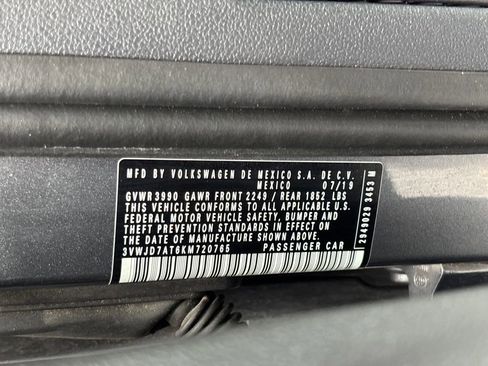 MFD BY VOLKSWAGEN DE MEXICO S.A. DE C.V.
MEXICO 07/19
GVWR 3990 GAWR FRONT 2249 / REAR 1852 LBS
THIS VEHICLE CONFORMS TO ALL APPLICABLE U.S.
FEDERAL MOTOR VEHICLE SAFETY, BUMPER AND
THEFT PREVENTION STANDARDS IN EFFECT ON THE
DATE OF MANUFACTURE SHOWN ABOVE.
3VWJD7AT6KM720765 PASSENGER CAR
2949029 3453 M